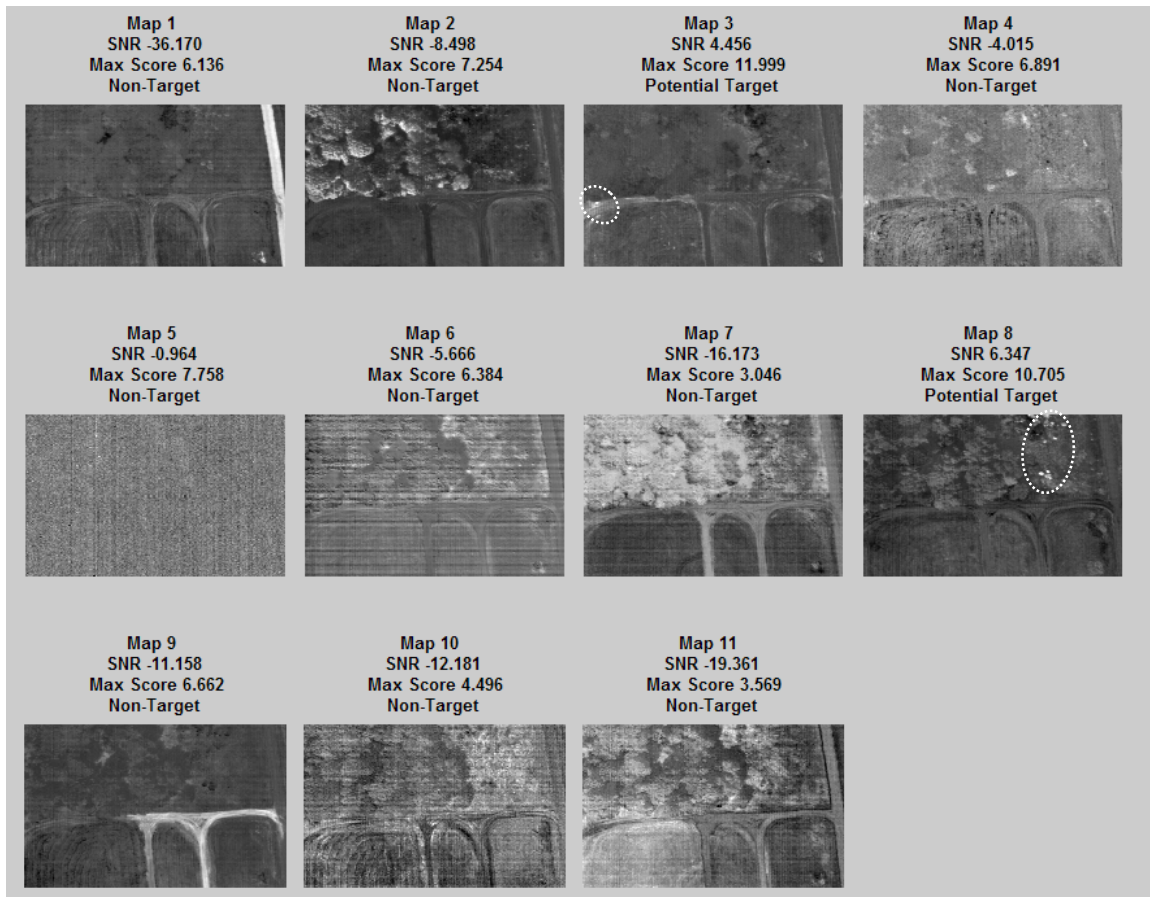 Map 1
SNR -36.170
Max Score 6.136
Non-Target
Map 2
SNR -8.498
Max Score 7.254
Non-Target
Map 3
SNR 4.456
Max Score 11.999
Potential Target
Map 4
SNR -4.015
Max Score 6.891
Non-Target
Map 5
SNR -0.964
Max Score 7.758
Non-Target
Map 6
SNR -5.666
Max Score 6.384
Non-Target
Map 7
SNR -16.173
Max Score 3.046
Non-Target
Map 8
SNR 6.347
Max Score 10.705
Potential Target
Map 9
SNR -11.158
Max Score 6.662
Non-Target
Map 10
SNR -12.181
Max Score 4.496
Non-Target
Map 11
SNR -19.361
Max Score 3.569
Non-Target